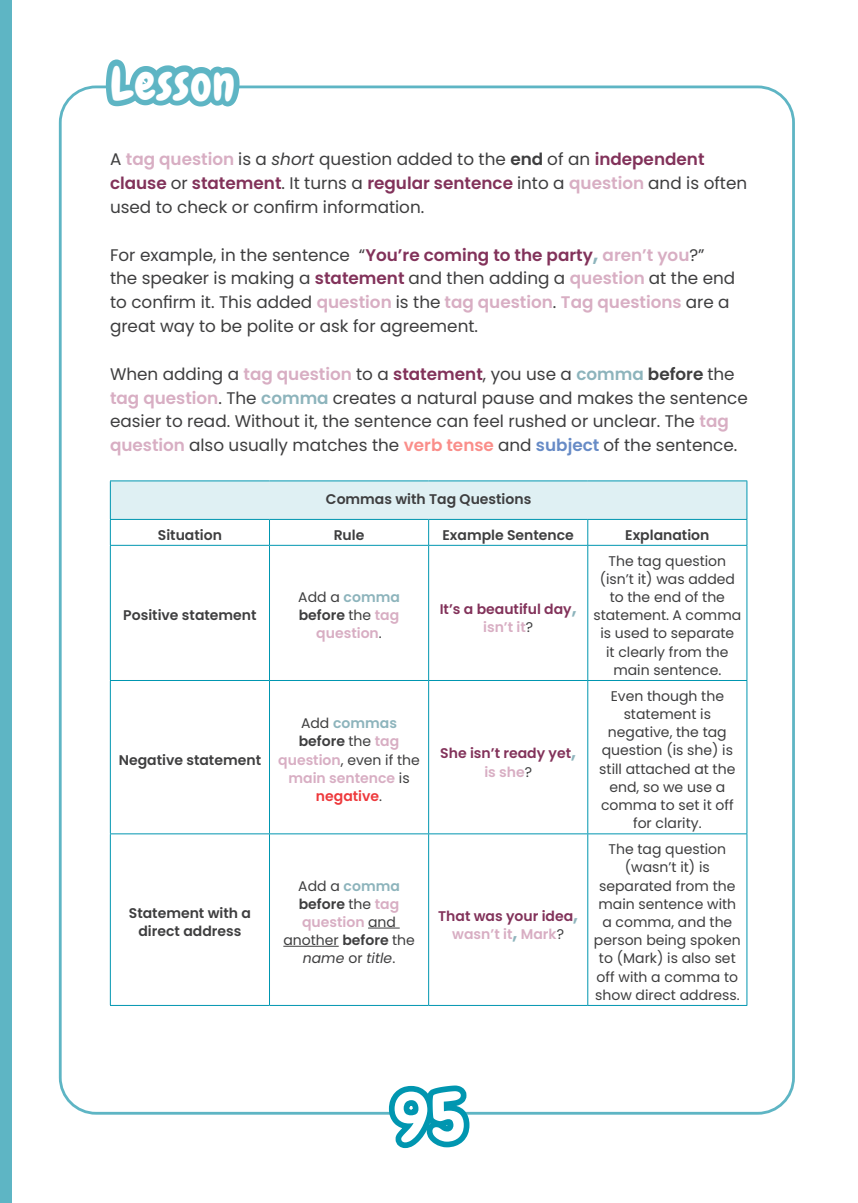 Lesson
A tag question is a short question added to the end of an independent
clause or statement. It turns a regular sentence into a question and is often
used to check or confirm information.
For example, in the sentence “You’re coming to the party, aren’t you?”
the speaker is making a statement and then adding a question at the end
to confirm it. This added question is the tag question. Tag questions are a
great way to be polite or ask for agreement.
When adding a tag question to a statement, you use a comma before the
tag question. The comma creates a natural pause and makes the sentence
easier to read. Without it, the sentence can feel rushed or unclear. The tag
question also usually matches the verb tense and subject of the sentence.
Commas with Tag Questions
Situation
Rule
Example Sentence
Explanation
Positive statement
Add a comma
before the tag
question.
It’s a beautiful day,
isn’t it?
The tag question
(isn’t it) was added
to the end of the
statement. A comma
is used to separate
it clearly from the
main sentence.
Negative statement
Add commas
before the tag
question, even if the
main sentence is
negative.
She isn’t ready yet,
is she?
Even though the
statement is
negative, the tag
question (is she) is
still attached at the
end, so we use a
comma to set it off
for clarity.
Statement with a
direct address
Add a comma
before the tag
question and
another before the
name or title.
That was your idea,
wasn’t it, Mark?
The tag question
(wasn’t it) is
separated from the
main sentence with
a comma, and the
person being spoken
to (Mark) is also set
off with a comma to
show direct address.
95